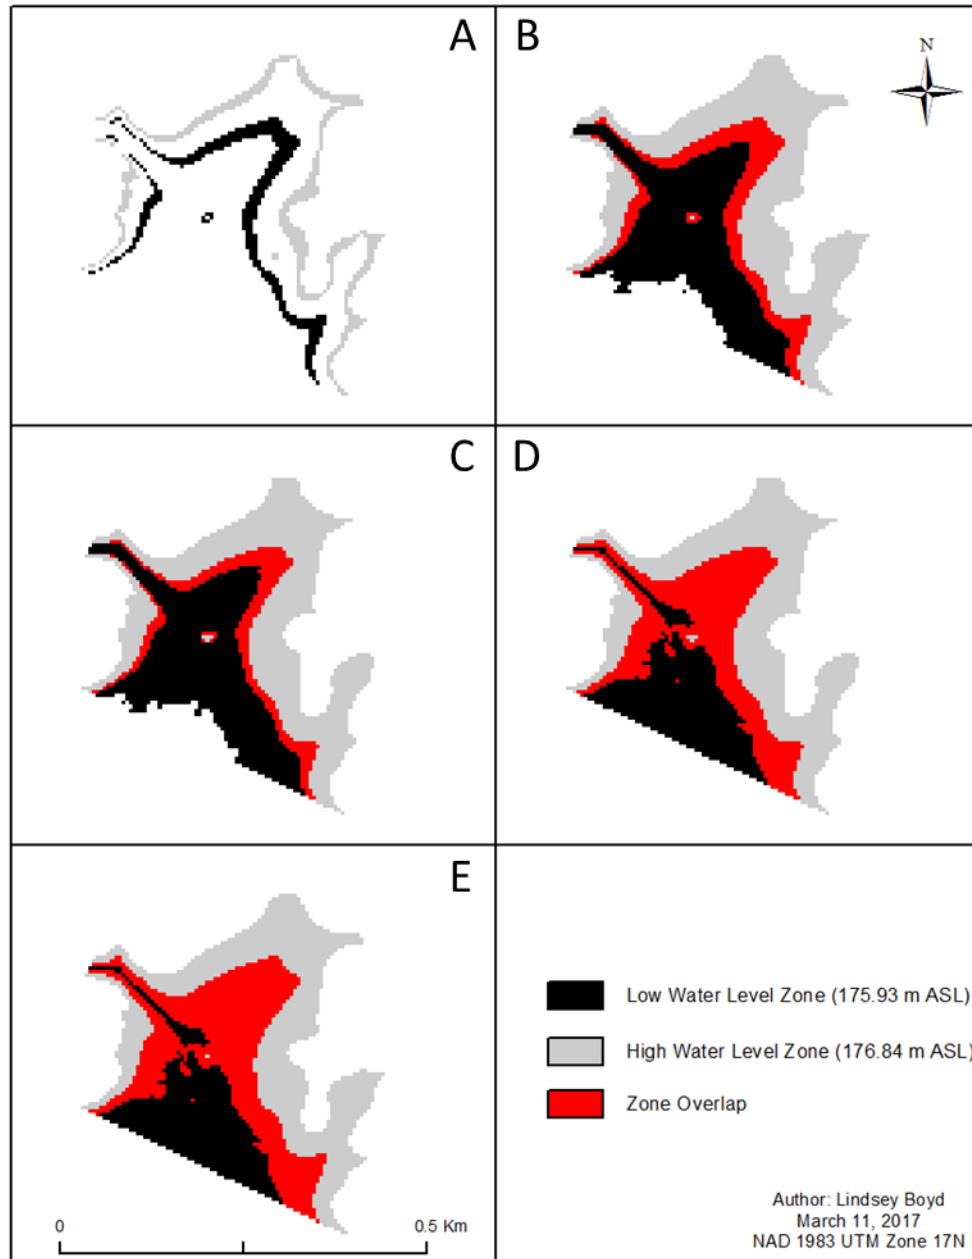 A
B
N
C
D
E
Low Water Level Zone (175.93 m ASL)
High Water Level Zone (176.84 m ASL)
Zone Overlap
0
0.5 Km
Author: Lindsey Boyd
March 11, 2017
NAD 1983 UTM Zone 17N